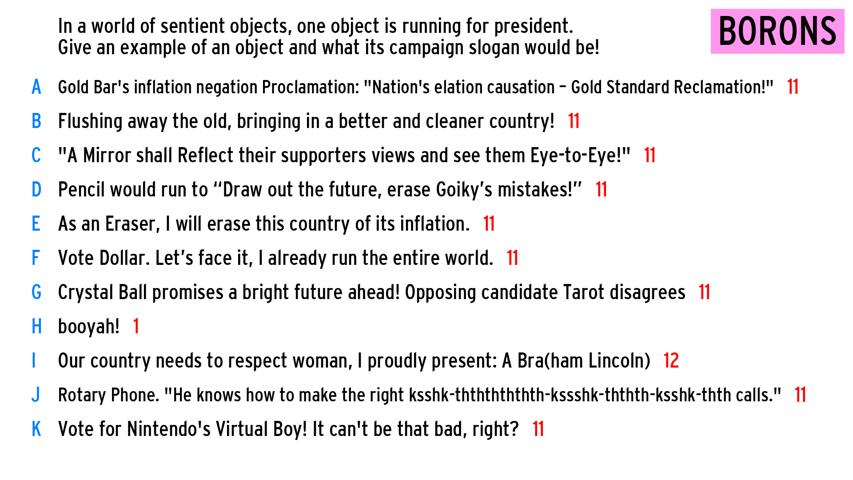 In a world of sentient objects, one object is running for president.
Give an example of an object and what its campaign slogan would be!
BORONS
A Gold Bar's inflation negation Proclamation: "Nation's elation causation – Gold Standard Reclamation!" 11
B Flushing away the old, bringing in a better and cleaner country! 11
C "A Mirror shall Reflect their supporters views and see them Eye-to-Eye!" 11
D Pencil would run to “Draw out the future, erase Goiky’s mistakes!” 11
E As an Eraser, I will erase this country of its inflation. 11
F Vote Dollar. Let’s face it, I already run the entire world. 11
G Crystal Ball promises a bright future ahead! Opposing candidate Tarot disagrees 11
H booyah! 1
I Our country needs to respect woman, I proudly present: A Bra(ham Lincoln) 12
J Rotary Phone. "He knows how to make the right ksshk-thththththth-kssshk-æththth-ksshk-thth calls." 11
K Vote for Nintendo's Virtual Boy! It can't be that bad, right? 11